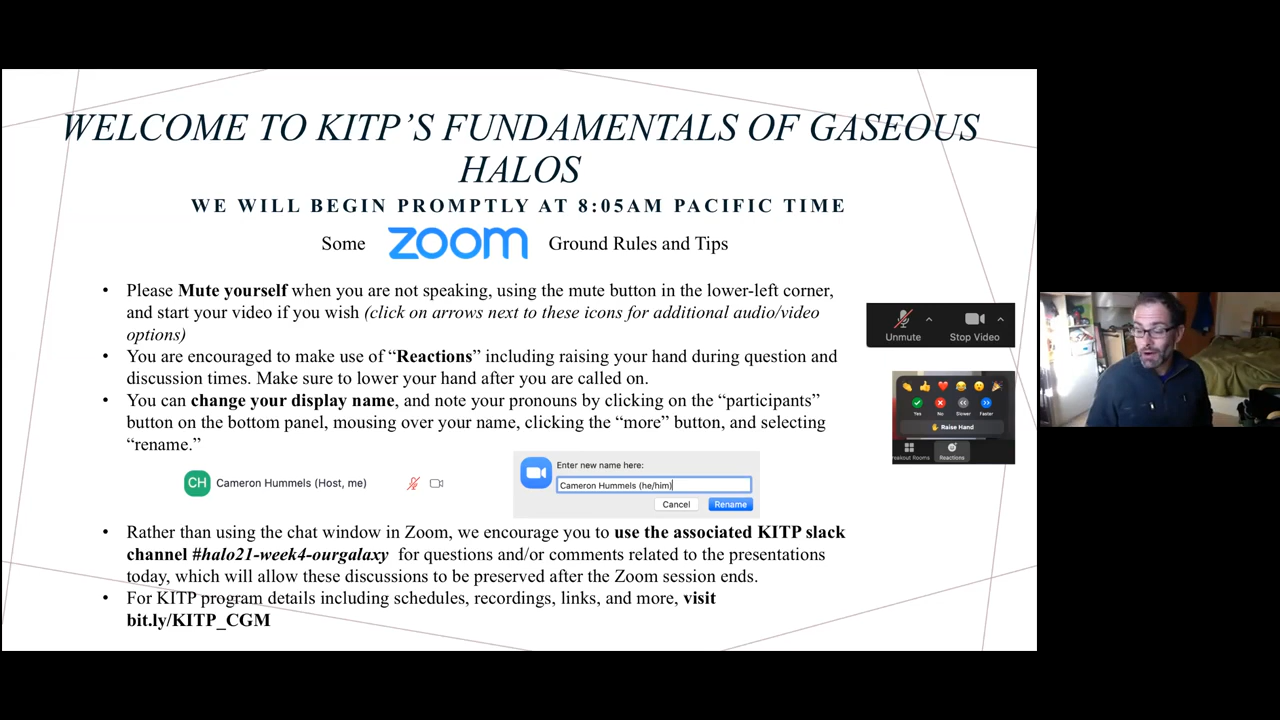 WELCOME TO KITP’S FUNDAMENTALS OF GASEOUS
HALOS
WE WILL BEGIN PROMPTLY AT 8:05AM PACIFIC TIME
Some zoom Ground Rules and Tips
• Please Mute yourself when you are not speaking, using the mute button in the lower-left corner,
and start your video if you wish (click on arrows next to these icons for additional audio/video
options)
Unmute Stop Video
• You are encouraged to make use of “Reactions” including raising your hand during question and
discussion times. Make sure to lower your hand after you are called on.
• You can change your display name, and note your pronouns by clicking on the “participants”
button on the bottom panel, mousing over your name, clicking the “more” button, and selecting
“rename.”
Yes No Slower Faster
Raise Hand
eakout Rooms Reactions
CH Cameron Hummels (Host, me)
Enter new name here:
Cameron Hummels (he/him)
Cancel Rename
• Rather than using the chat window in Zoom, we encourage you to use the associated KITP slack
channel #halo21-week4-ourgalaxy for questions and/or comments related to the presentations
today, which will allow these discussions to be preserved after the Zoom session ends.
• For KITP program details including schedules, recordings, links, and more, visit
bit.ly/KITP_CGM